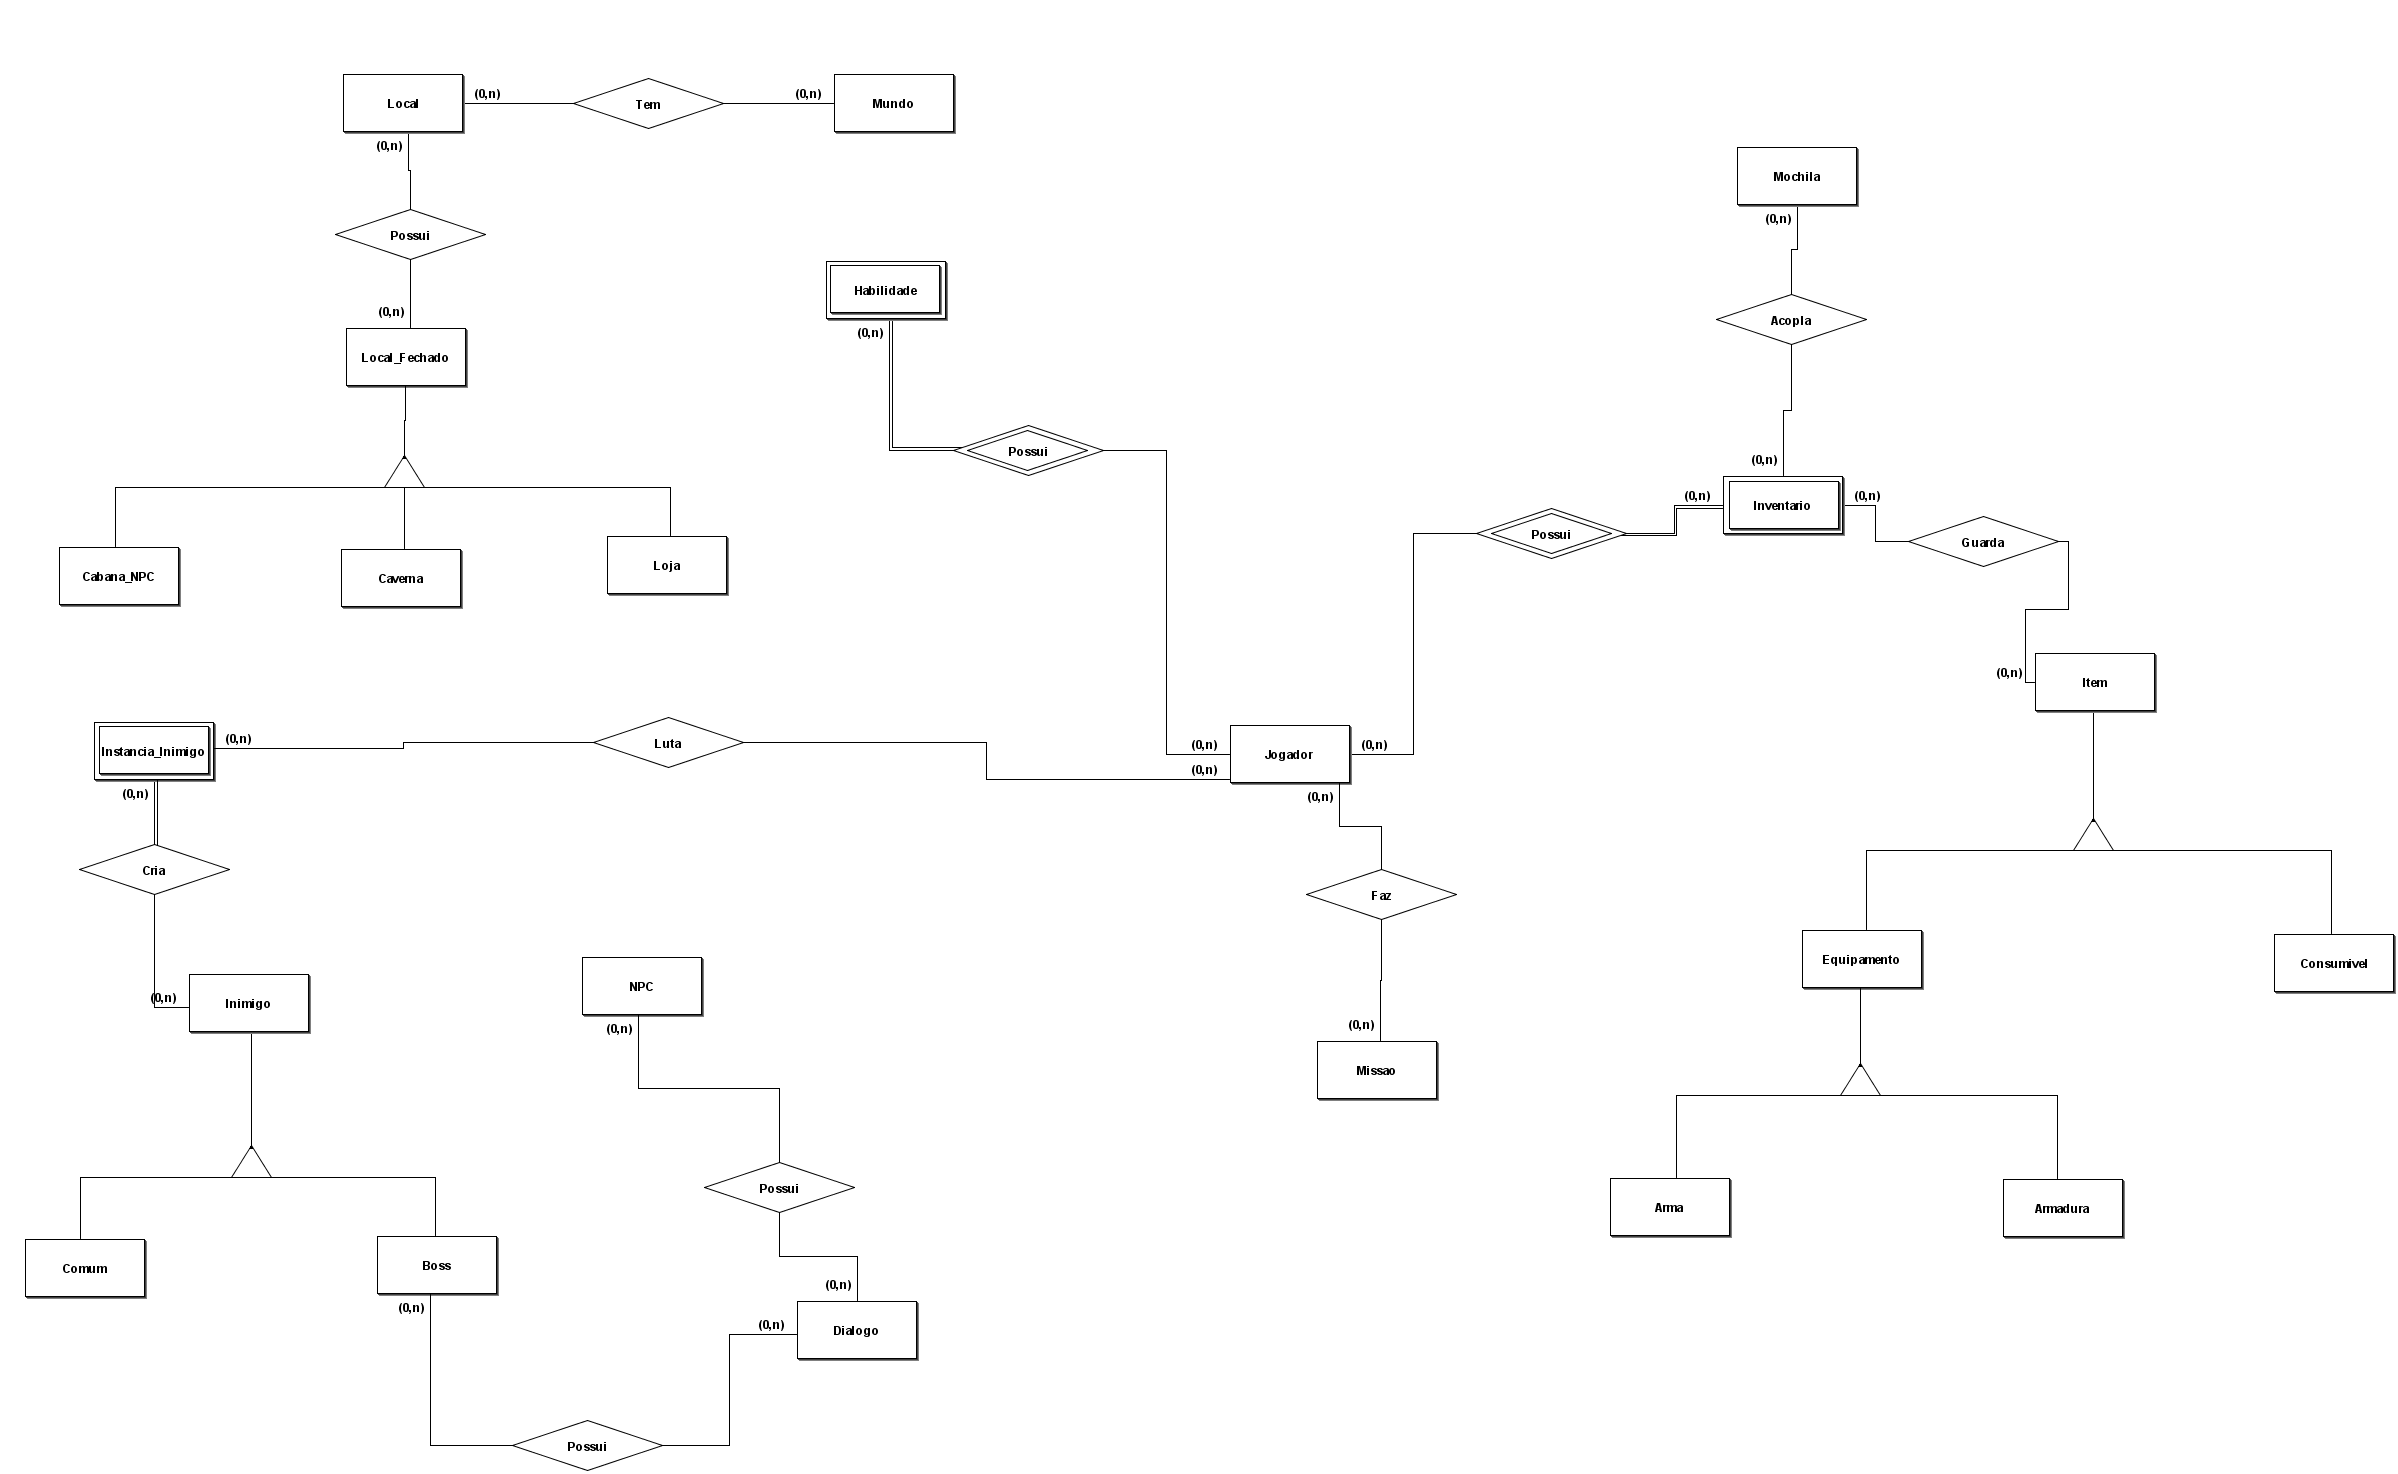 Local
(0,n)
Tem
(0,n)
Mundo
(0,n)
Mochila
(0,n)
Possui
(0,n)
Habilidade
(0,n)
Acopla
Local_Fechado
Possui
(0,n)
(0,n)
Inventario
(0,n)
Possui
Guarda
Cabana_NPC
Caverna
Loja
(0,n)
Item
Instancia_Inimigo
(0,n)
Luta
(0,n)
(0,n)
Jogador
(0,n)
(0,n)
(0,n)
Cria
Faz
(0,n)
Inimigo
NPC
(0,n)
Equipamento
Consumivel
(0,n)
Missao
Possui
Arma
Armadura
Comum
Boss
(0,n)
(0,n)
(0,n)
Dialogo
Possui